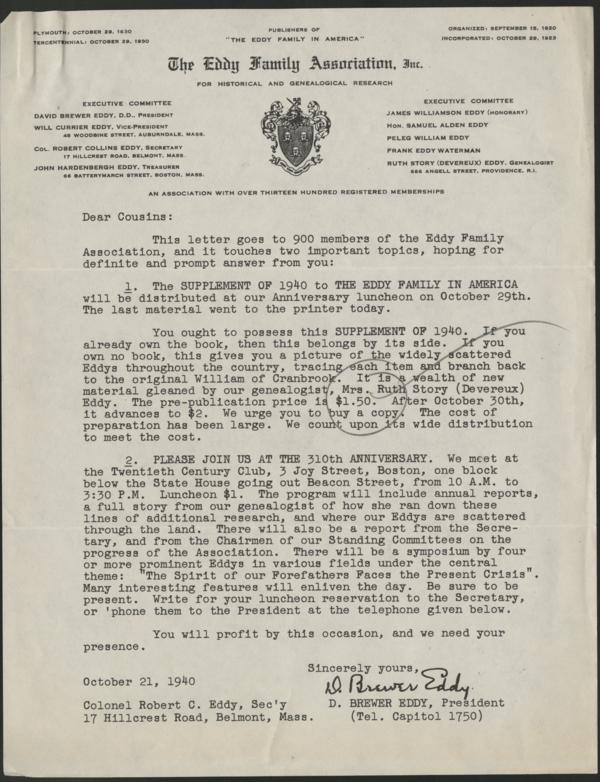 PLYMOUTH: OCTOBER 29, 1630
TERCENTENNIAL: OCTOBER 29, 1930
PUBLISHERS OF
"THE EDDY FAMILY IN AMERICA"
ORGANIZED: SEPTEMBER 15, 1920
INCORPORATED: OCTOBER 29, 1923
The Eddy Family Association, Inc.
FOR HISTORICAL AND GENEALOGICAL RESEARCH
EXECUTIVE COMMITTEE
DAVID BREWER EDDY, D.D., PRESIDENT
WILL CURRIER EDDY, VICE-PRESIDENT
45 WOODBINE STREET, AUBURNDALE, MASS.
COL. ROBERT COLLINS EDDY, SECRETARY
17 HILLCREST ROAD, BELMONT, MASS.
JOHN HARDENBERGH EDDY, TREASURER
66 BATTERYMARCH STREET, BOSTON, MASS.
EXECUTIVE COMMITTEE
JAMES WILLIAMSON EDDY (HONORARY)
HON. SAMUEL ALDEN EDDY
PELEG WILLIAM EDDY
FRANK EDDY WATERMAN
RUTH STORY (DEVEREUX) EDDY, GENEALOGIST
ANGELL STREET, PROVIDENCE, R.I.
AN ASSOCIATION WITH OVER THIRTEEN HUNDRED REGISTERED MEMBERSHIPS
Dear Cousins:
This letter goes to 900 members of the Eddy Family
Association, and it touches two important topics, hoping for
definite and prompt answer from you:
1. The SUPPLEMENT OF 1940 to THE EDDY FAMILY IN AMERICA
will be distributed at our Anniversary luncheon on October 29th.
The last material went to the printer today.
You ought to possess this SUPPLEMENT OF 1940. If you
already own the book, then this belongs by its side. If you
own no book, this gives you a picture of the widely scattered
Eddys throughout the country, tracing each item and branch back
to the original William of Cranbrook. It is a wealth of new
material gleaned by our genealogist, Mrs. Ruth Story (Devereux)
Eddy. The pre-publication price is $1.50. After October 30th,
it advances to $2. We urge you to buy a copy. The cost of
preparation has been large. We count upon its wide distribution
to meet the cost.
2. PLEASE JOIN US AT THE 310th ANNIVERSARY. We meet at
the Twentieth Century Club, 3 Joy Street, Boston, one block
below the State House going out Beacon Street, from 10 A.M. to
3:30 P.M. Luncheon $1. The program will include annual reports,
a full story from our genealogist of how she ran down these
lines of additional research, and where our Eddys are scattered
through the land. There will also be a report from the Secre-
tary, and from the Chairmen of our Standing Committees on the
progress of the Association. There will be a symposium by four
or more prominent Eddys in various fields under the central
theme: "The Spirit of our Forefathers Faces the Present Crisis".
Many interesting features will enliven the day. Be sure to be
present. Write for your luncheon reservation to the Secretary,
or 'phone them to the President at the telephone given below.
You will profit by this occasion, and we need your
presence.
Sincerely yours,
D. Brewer Eddy
October 21, 1940
Colonel Robert C. Eddy, Sec'y
17 Hillcrest Road, Belmont, Mass.
D. BREWER EDDY, President
(Tel. Capitol 1750)